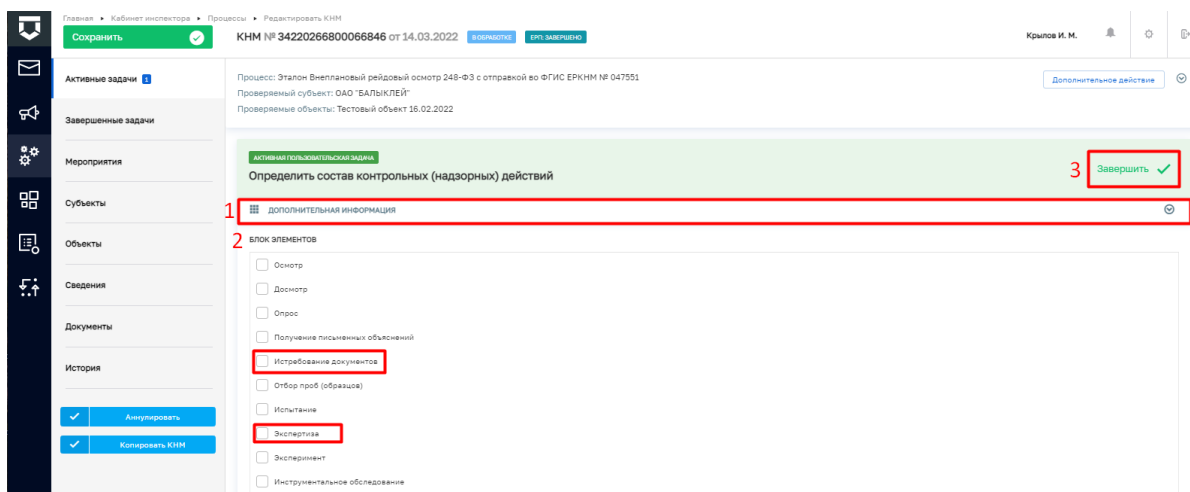 Главная ▸ Кабинет инспектора ▸ Процессы ▸ Редактировать КНМ
Сохранить
КНМ № 34220266800066846 от 14.03.2022 В ОБРАБОТКЕ ЕРП: ЗАВЕРШЕНО
Крылов И. М.
Активные задачи 1
Завершенные задачи
Мероприятия
Субъекты
Объекты
Сведения
Документы
История
Аннулировать
Копировать КНМ
Процесс: Эталон Внеплановый рейдовый осмотр 248-ФЗ с отправкой во ФГИС ЕРКНМ № 047551
Проверяемый субъект: ОАО "БАЛЫКЛЕЙ"
Проверяемые объекты: Тестовый объект 16.02.2022
Дополнительное действие
АКТИВНАЯ ПОЛЬЗОВАТЕЛЬСКАЯ ЗАДАЧА
Определить состав контрольных (надзорных) действий
3 Завершить
1 ДОПОЛНИТЕЛЬНАЯ ИНФОРМАЦИЯ
2 БЛОК ЭЛЕМЕНТОВ
Осмотр
Досмотр
Опрос
Получение письменных объяснений
Истребование документов
Отбор проб (образцов)
Испытание
Экспертиза
Эксперимент
Инструментальное обследование